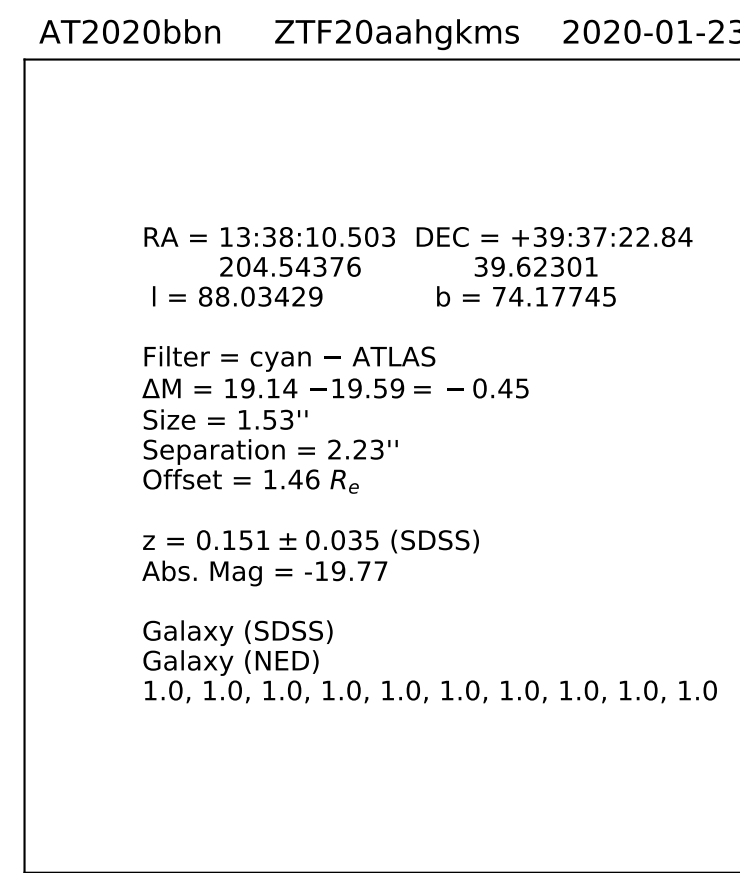 AT2020bbn ZTF20aahgkms 2020-01-23
RA = 13:38:10.503 DEC = +39:37:22.84
204.54376 39.62301
l = 88.03429 b = 74.17745
Filter = cyan − ATLAS
ΔM = 19.14 −19.59 = −0.45
Size = 1.53''
Separation = 2.23''
Offset = 1.46 Re
z = 0.151 ± 0.035 (SDSS)
Abs. Mag = -19.77
Galaxy (SDSS)
Galaxy (NED)
1.0, 1.0, 1.0, 1.0, 1.0, 1.0, 1.0, 1.0, 1.0, 1.0